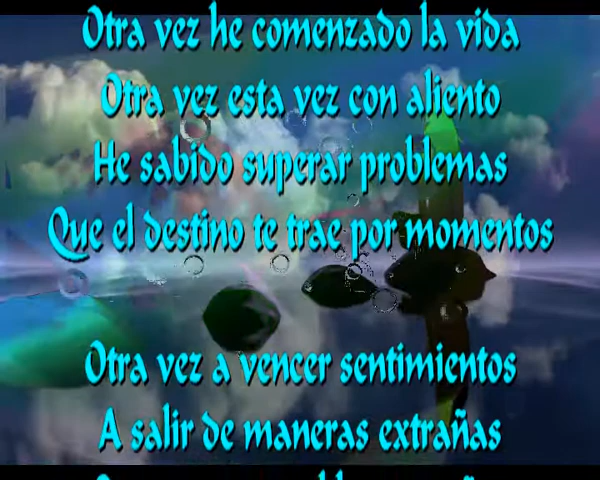 Otra vez he comenzado la vida
Otra vez esta vez con aliento
He sabido superar problemas
Que el destino te trae por momentos
Otra vez a vencer sentimientos
A salir de maneras extrañas